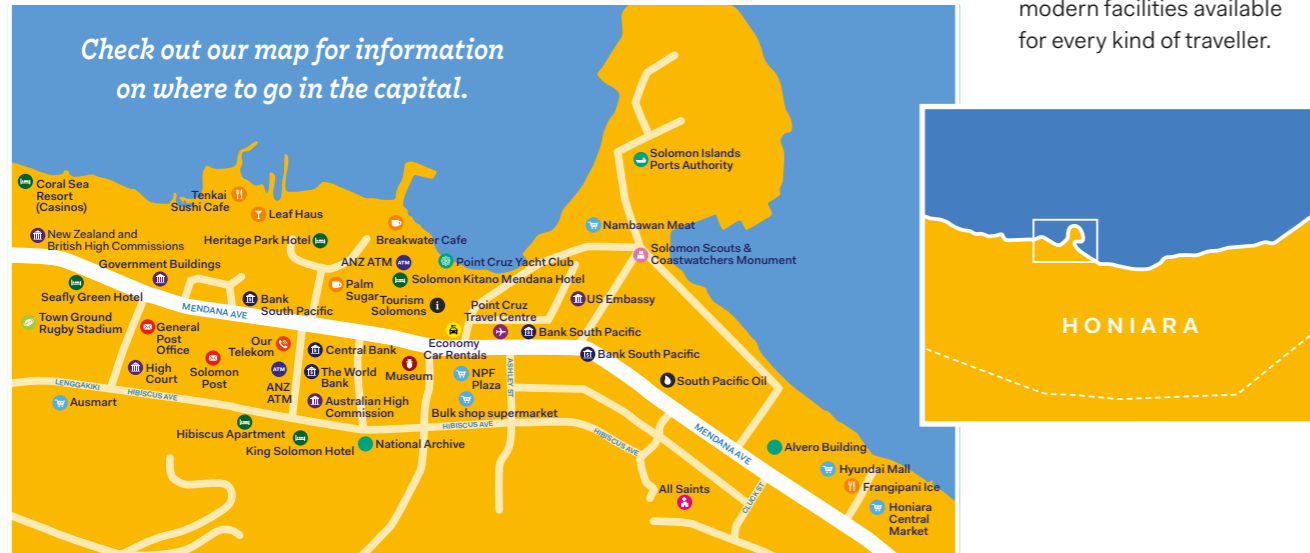 modern facilities available
for every kind of traveller.
Check out our map for information
on where to go in the capital.
Solomon Islands
Ports Authority
Coral Sea
Resort
(Casinos)
Tenkai
Sushi Cafe
Leaf Haus
Nambawan Meat
New Zealand and
British High Commissions
Heritage Park Hotel
Breakwater Cafe
Solomon Scouts &
Coastwatchers Monument
Government Buildings
ANZ ATM
ATM
Point Cruz Yacht Club
Solomon Kitano Mendana Hotel
Seafly Green Hotel
Palm
Sugar
Tourism
Solomons
i
Point Cruz
Travel Centre
US Embassy
MENDANA AVE
Bank
South Pacific
Town Ground
Rugby Stadium
General
Post
Office
Our
Telekom
Central Bank
Economy
Car Rentals
Bank South Pacific
Bank South Pacific
High
Court
Solomon
Post
ATM
ANZ
ATM
The World
Bank
Museum
NPF
Plaza
ASHLEY ST
South Pacific Oil
LENGGAKIKI
HIBISCUS AVE
Ausmart
Australian High
Commission
Bulk shop supermarket
Hibiscus Apartment
King Solomon Hotel
National Archive
HIBISCUS AVE
HIBISCUS AVE
MENDANA AVE
Alvero Building
Hyundai Mall
Frangipani Ice
All Saints
CLUCK ST
Honiara
Central
Market
HONIARA